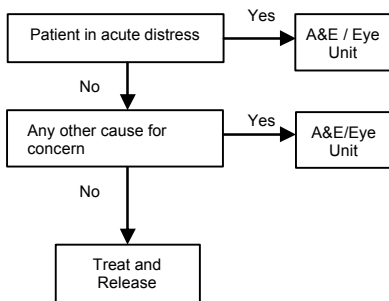 Patient in acute distress
Yes
A&E / Eye
Unit
No
Any other cause for
concern
Yes
A&E/Eye
Unit
No
Treat and
Release